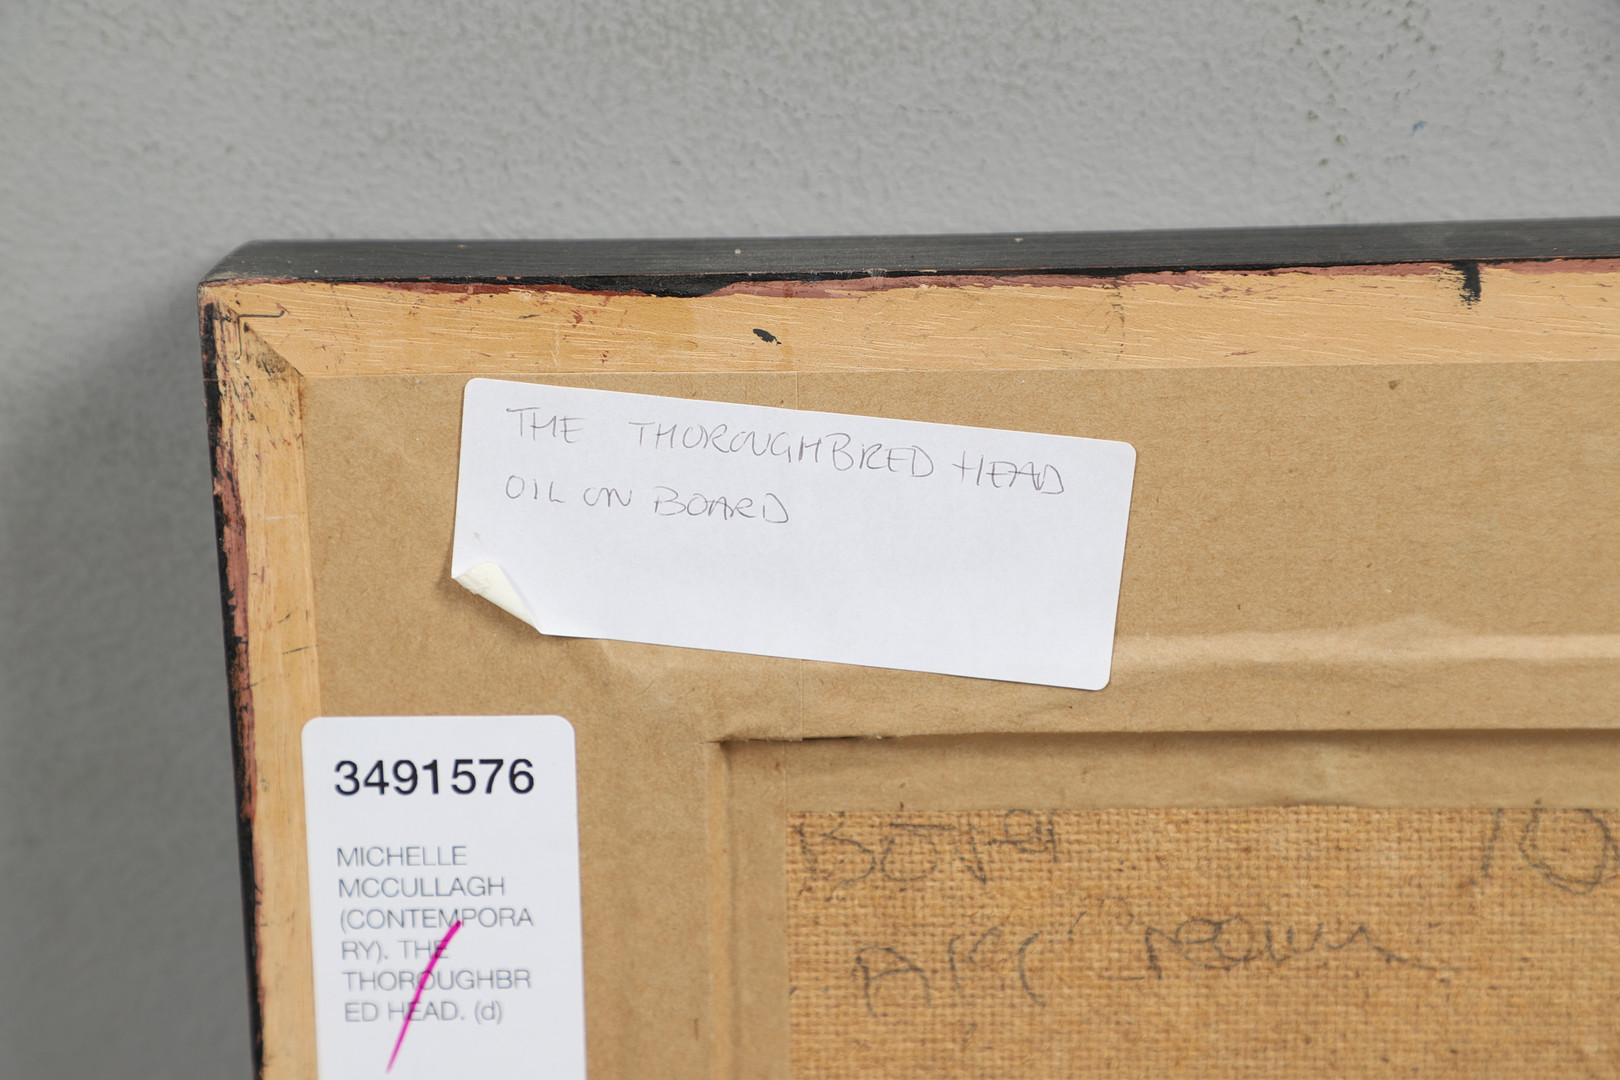 THE THOROUGHBRED HEAD
OIL ON BOARD
3491576
MICHELLE
MCCULLAGH
(CONTEMPORA
RY). THE
THOROUGHBR
ED HEAD. (d)